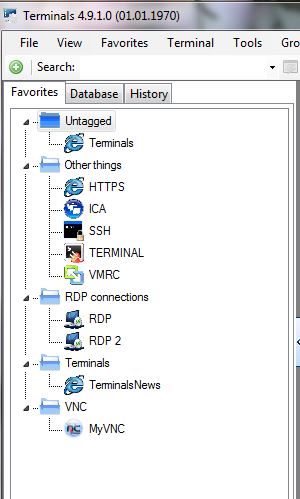 Terminals 4.9.1.0 (01.01.1970)
File View Favorites Terminal Tools Gro
Search:
Favorites Database History
Untagged
Terminals
Other things
HTTPS
ICA
SSH
TERMINAL
VMRC
RDP connections
RDP
RDP 2
Terminals
TerminalsNews
VNC
MyVNC